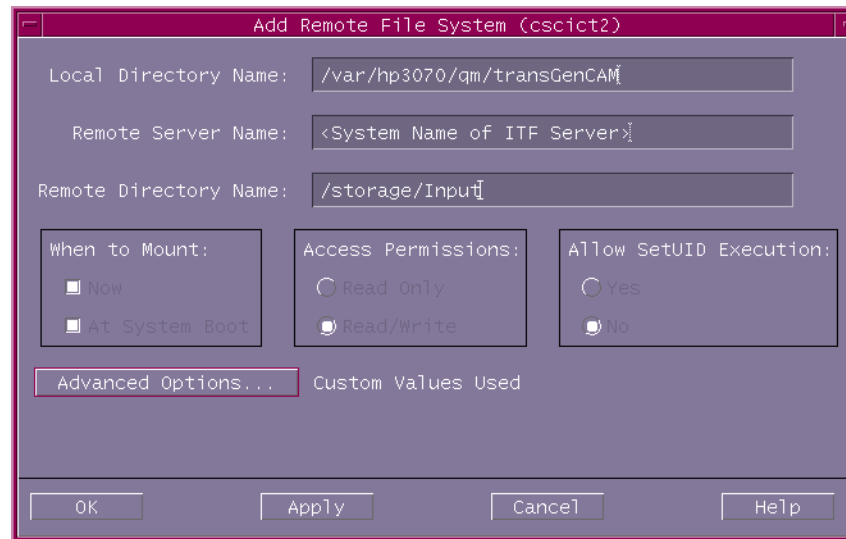 Add Remote File System (cscict2)
Local Directory Name: /var/hp3070/qm/transGenCAM
Remote Server Name: <System Name of ITF Server>
Remote Directory Name: /storage/Input
When to Mount: Access Permissions: Allow SetUID Execution:
Now Read Only Yes
At System Boot Read/Write No
Advanced Options... Custom Values Used
OK Apply Cancel Help